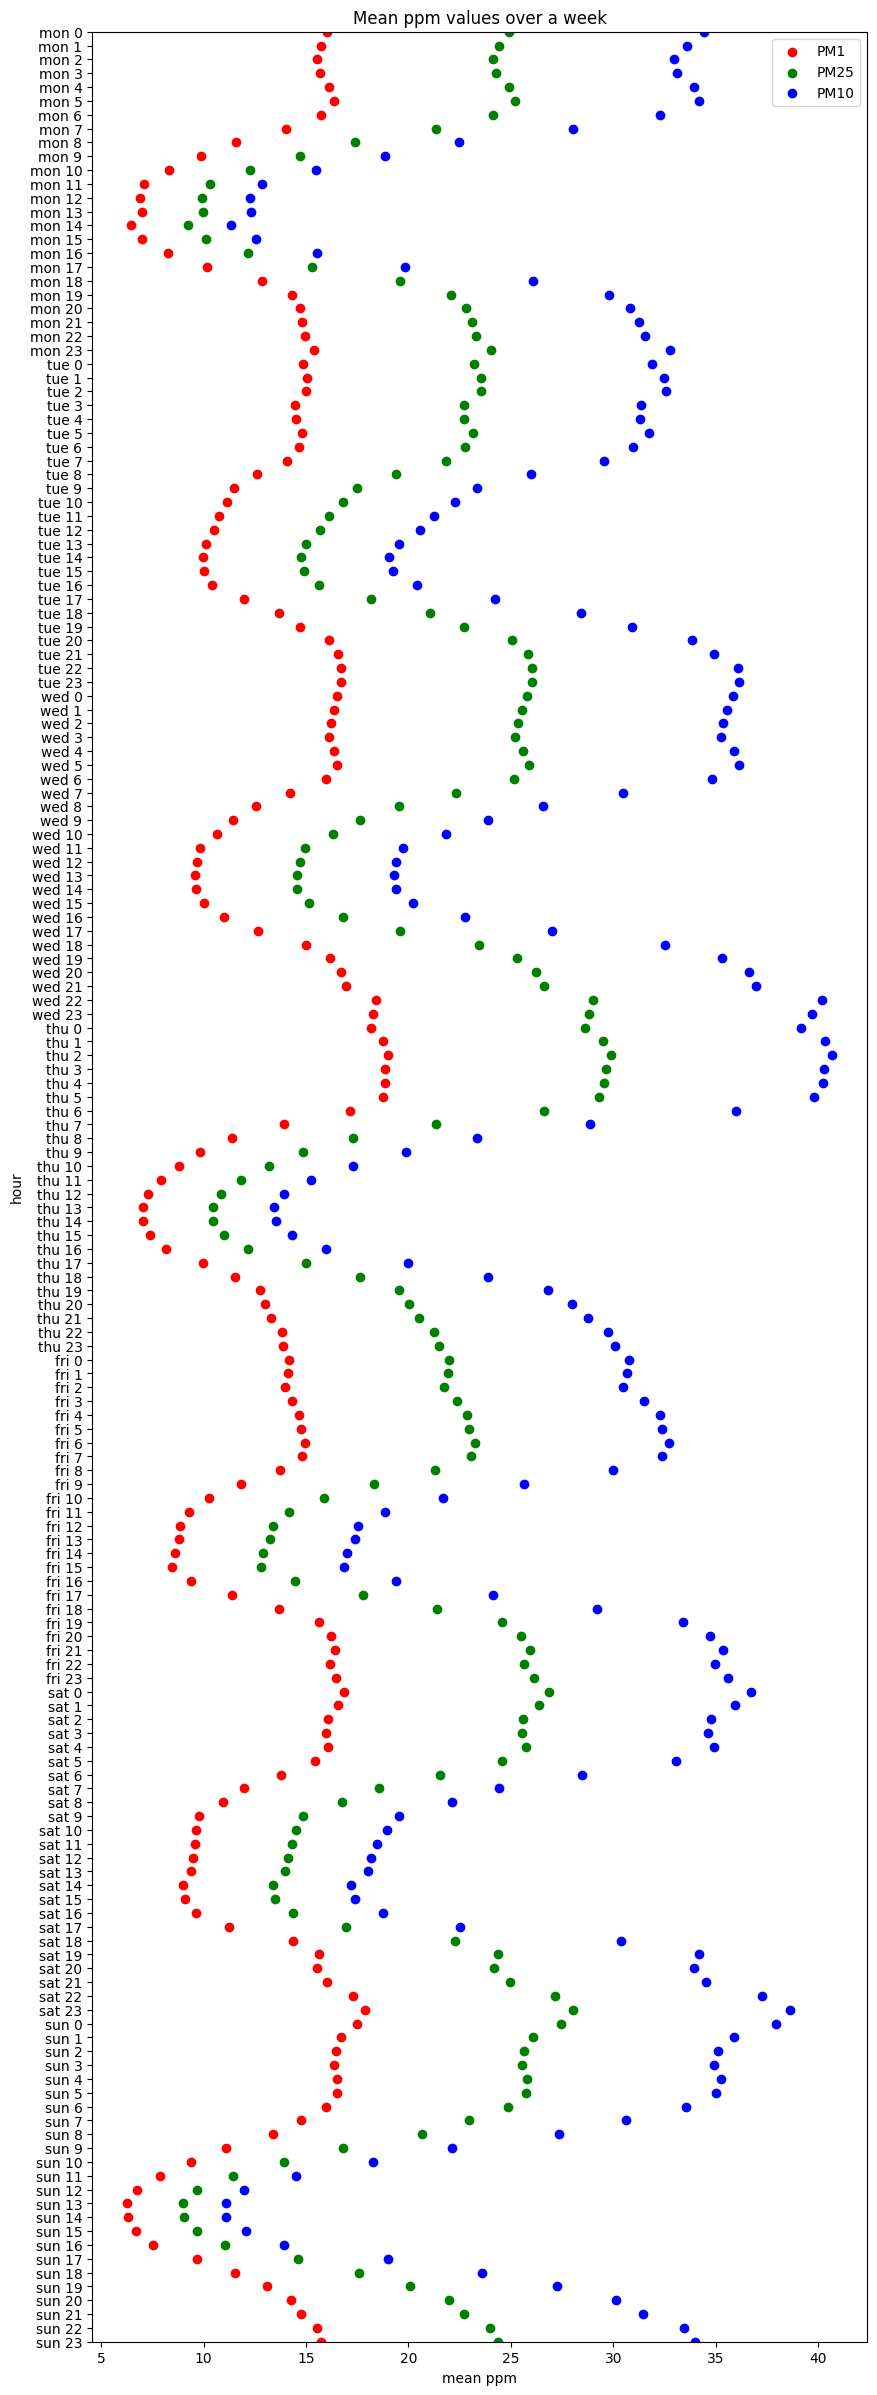 Mean ppm values over a week
PM1
PM25
PM10
mon 0
mon 1
mon 2
mon 3
mon 4
mon 5
mon 6
mon 7
mon 8
mon 9
mon 10
mon 11
mon 12
mon 13
mon 14
mon 15
mon 16
mon 17
mon 18
mon 19
mon 20
mon 21
mon 22
mon 23
tue 0
tue 1
tue 2
tue 3
tue 4
tue 5
tue 6
tue 7
tue 8
tue 9
tue 10
tue 11
tue 12
tue 13
tue 14
tue 15
tue 16
tue 17
tue 18
tue 19
tue 20
tue 21
tue 22
tue 23
wed 0
wed 1
wed 2
wed 3
wed 4
wed 5
wed 6
wed 7
wed 8
wed 9
wed 10
wed 11
wed 12
wed 13
wed 14
wed 15
wed 16
wed 17
wed 18
wed 19
wed 20
wed 21
wed 22
wed 23
thu 0
thu 1
thu 2
thu 3
thu 4
thu 5
thu 6
thu 7
thu 8
thu 9
thu 10
thu 11
thu 12
thu 13
thu 14
thu 15
thu 16
thu 17
thu 18
thu 19
thu 20
thu 21
thu 22
thu 23
fri 0
fri 1
fri 2
fri 3
fri 4
fri 5
fri 6
fri 7
fri 8
fri 9
fri 10
fri 11
fri 12
fri 13
fri 14
fri 15
fri 16
fri 17
fri 18
fri 19
fri 20
fri 21
fri 22
fri 23
sat 0
sat 1
sat 2
sat 3
sat 4
sat 5
sat 6
sat 7
sat 8
sat 9
sat 10
sat 11
sat 12
sat 13
sat 14
sat 15
sat 16
sat 17
sat 18
sat 19
sat 20
sat 21
sat 22
sat 23
sun 0
sun 1
sun 2
sun 3
sun 4
sun 5
sun 6
sun 7
sun 8
sun 9
sun 10
sun 11
sun 12
sun 13
sun 14
sun 15
sun 16
sun 17
sun 18
sun 19
sun 20
sun 21
sun 22
sun 23
hour
5 10 15 20 25 30 35 40
mean ppm